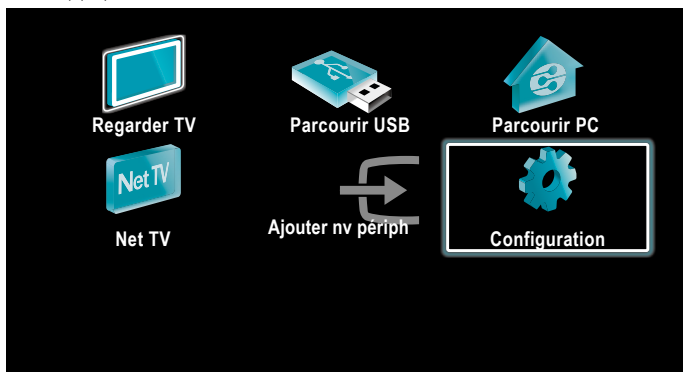 Regarder TV
Parcourir USB
Parcourir PC
Net TV
Net TV
Ajouter nv périph
Configuration